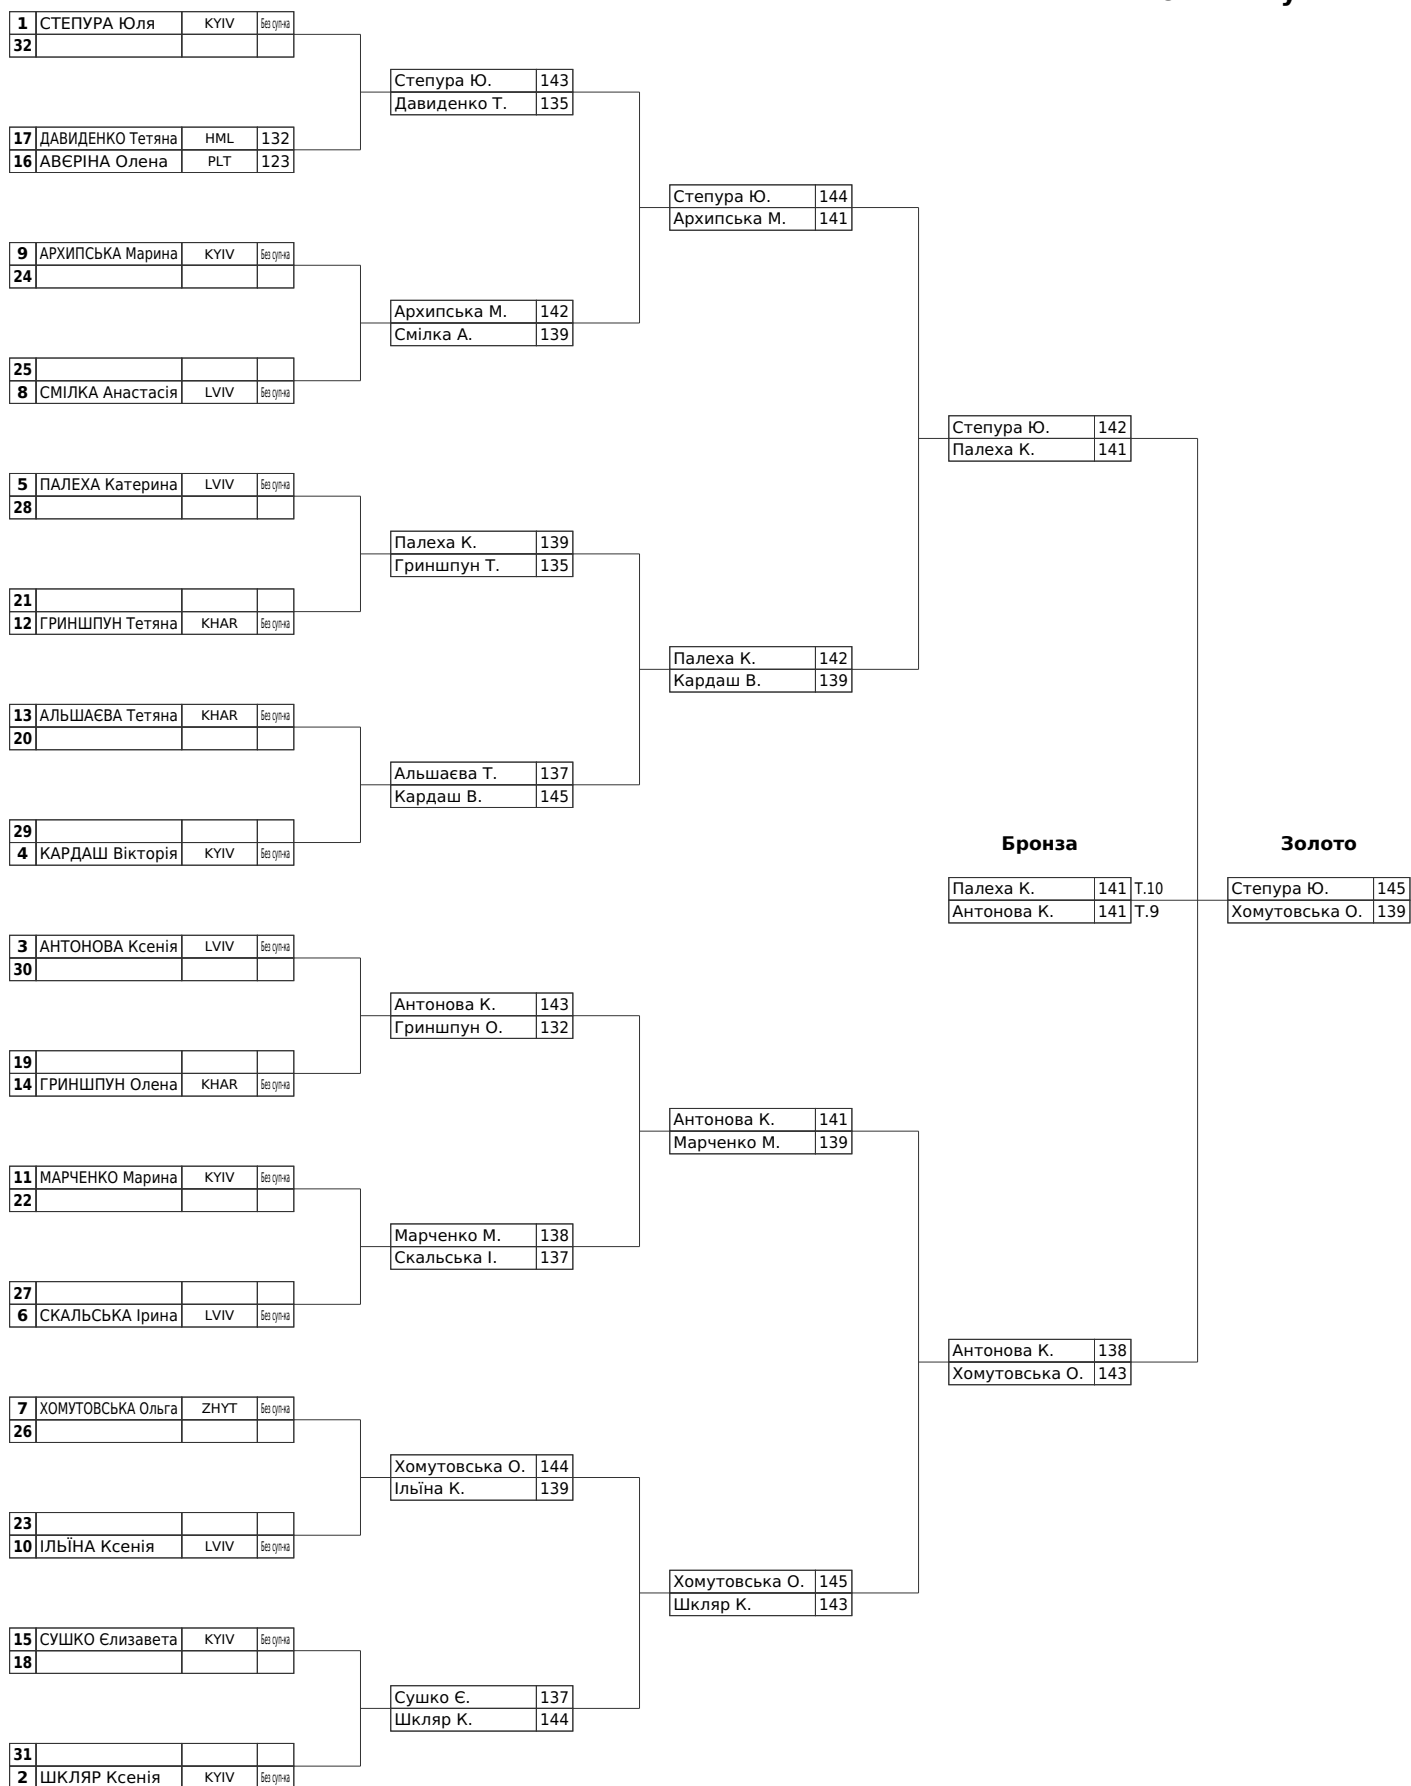 1 СТЕПУРА Юля KYIV Без суп-ка
32
Степура Ю. 143
Давиденко Т. 135
17 ДАВИДЕНКО Тетяна HML 132
16 АВЄРІНА Олена PLT 123
Степура Ю. 144
Архипська М. 141
9 АРХИПСЬКА Марина KYIV Без суп-ка
24
Архипська М. 142
Смілка А. 139
25
8 СМІЛКА Анастасія LVIV Без суп-ка
Степура Ю. 142
Палеха К. 141
5 ПАЛЕХА Катерина LVIV Без суп-ка
28
Палеха К. 139
Гриншпун Т. 135
21
12 ГРИНШПУН Тетяна KHAR Без суп-ка
Палеха К. 142
Кардаш В. 139
13 АЛЬШАЄВА Тетяна KHAR Без суп-ка
20
Альшаєва Т. 137
Кардаш В. 145
29
4 КАРДАШ Вікторія KYIV Без суп-ка
Бронза Золото
Палеха К. 141 T.10 Степура Ю. 145
Антонова К. 141 T.9 Хомутовська О. 139
3 АНТОНОВА Ксенія LVIV Без суп-ка
30
Антонова К. 143
Гриншпун О. 132
19
14 ГРИНШПУН Олена KHAR Без суп-ка
Антонова К. 141
Марченко М. 139
11 МАРЧЕНКО Марина KYIV Без суп-ка
22
Марченко М. 138
Скальська І. 137
27
6 СКАЛЬСЬКА Ірина LVIV Без суп-ка
Антонова К. 138
Хомутовська О. 143
7 ХОМУТОВСЬКА Ольга ZHYT Без суп-ка
26
Хомутовська О. 144
Ільїна К. 139
23
10 ІЛЬЇНА Ксенія LVIV Без суп-ка
Хомутовська О. 145
Шкляр К. 143
15 СУШКО Єлизавета KYIV Без суп-ка
18
Сушко Є. 137
Шкляр К. 144
31
2 ШКЛЯР Ксенія KYIV Без суп-ка